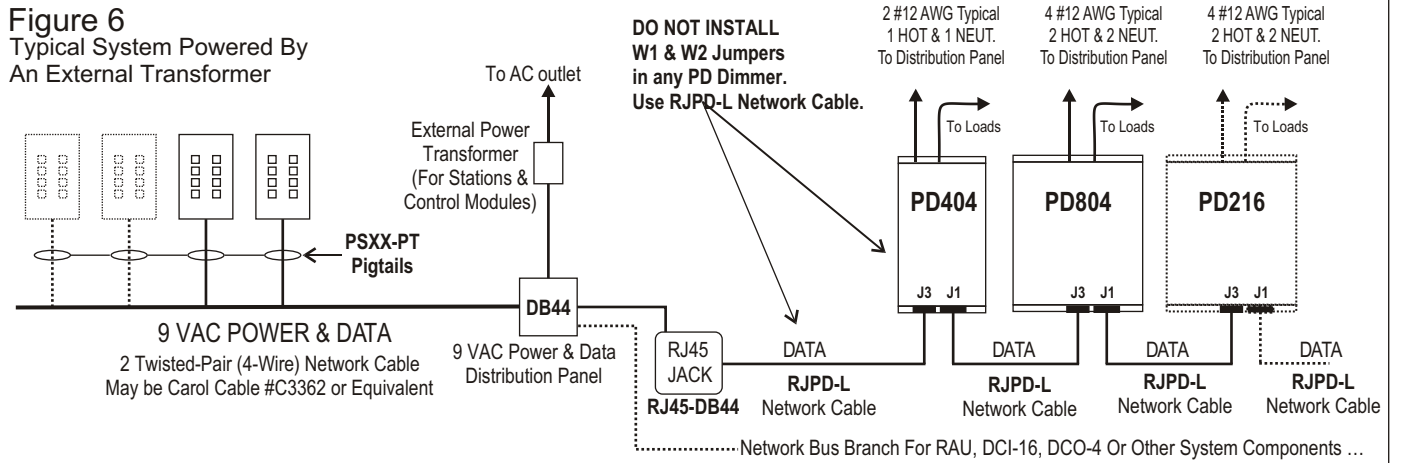 Figure 6
Typical System Powered By
An External Transformer
To AC outlet
External Power
Transformer
(For Stations &
Control Modules)
DO NOT INSTALL
W1 & W2 Jumpers
in any PD Dimmer.
Use RJPD-L Network Cable.
2 #12 AWG Typical
1 HOT & 1 NEUT.
To Distribution Panel
4 #12 AWG Typical
2 HOT & 2 NEUT.
To Distribution Panel
4 #12 AWG Typical
2 HOT & 2 NEUT.
To Distribution Panel
To Loads
To Loads
To Loads
PD404
PD804
PD216
J3 J1
J3 J1
J3 J1
PSXX-PT
Pigtails
DB44
9 VAC POWER & DATA
2 Twisted-Pair (4-Wire) Network Cable
May be Carol Cable #C3362 or Equivalent
9 VAC Power & Data
Distribution Panel
RJ45
JACK
RJ45-DB44
DATA
RJPD-L
Network Cable
DATA
RJPD-L
Network Cable
DATA
RJPD-L
Network Cable
DATA
RJPD-L
Network Cable
Network Bus Branch For RAU, DCI-16, DCO-4 Or Other System Components ...